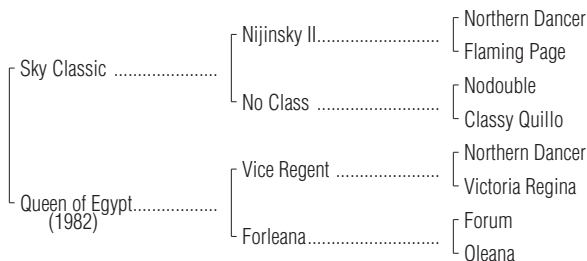 Northern Dancer
Nijinsky II..........................
Flaming Page
Sky Classic ......................
Nodouble
No Class ..........................
Classy Quillo
Northern Dancer
Vice Regent ......................
Victoria Regina
Queen of Egypt..................
(1982)
Forum
Forleana............................
Oleana